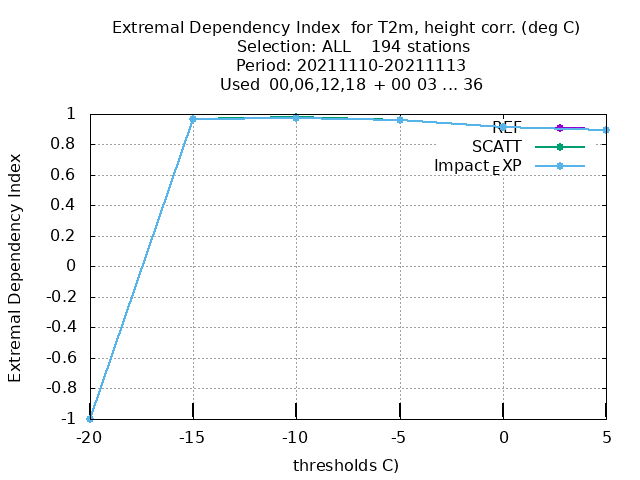 Extremal Dependency Index for T2m, height corr. (deg C)
Selection: ALL 194 stations
Period: 20211110-20211113
Used 00,06,12,18 + 00 03 ... 36
Extremal Dependency Index
1
0.8
0.6
0.4
0.2
0
-0.2
-0.4
-0.6
-0.8
-1
REF
SCATT
Impact_EXP
-20 -15 -10 -5 0 5
thresholds C)